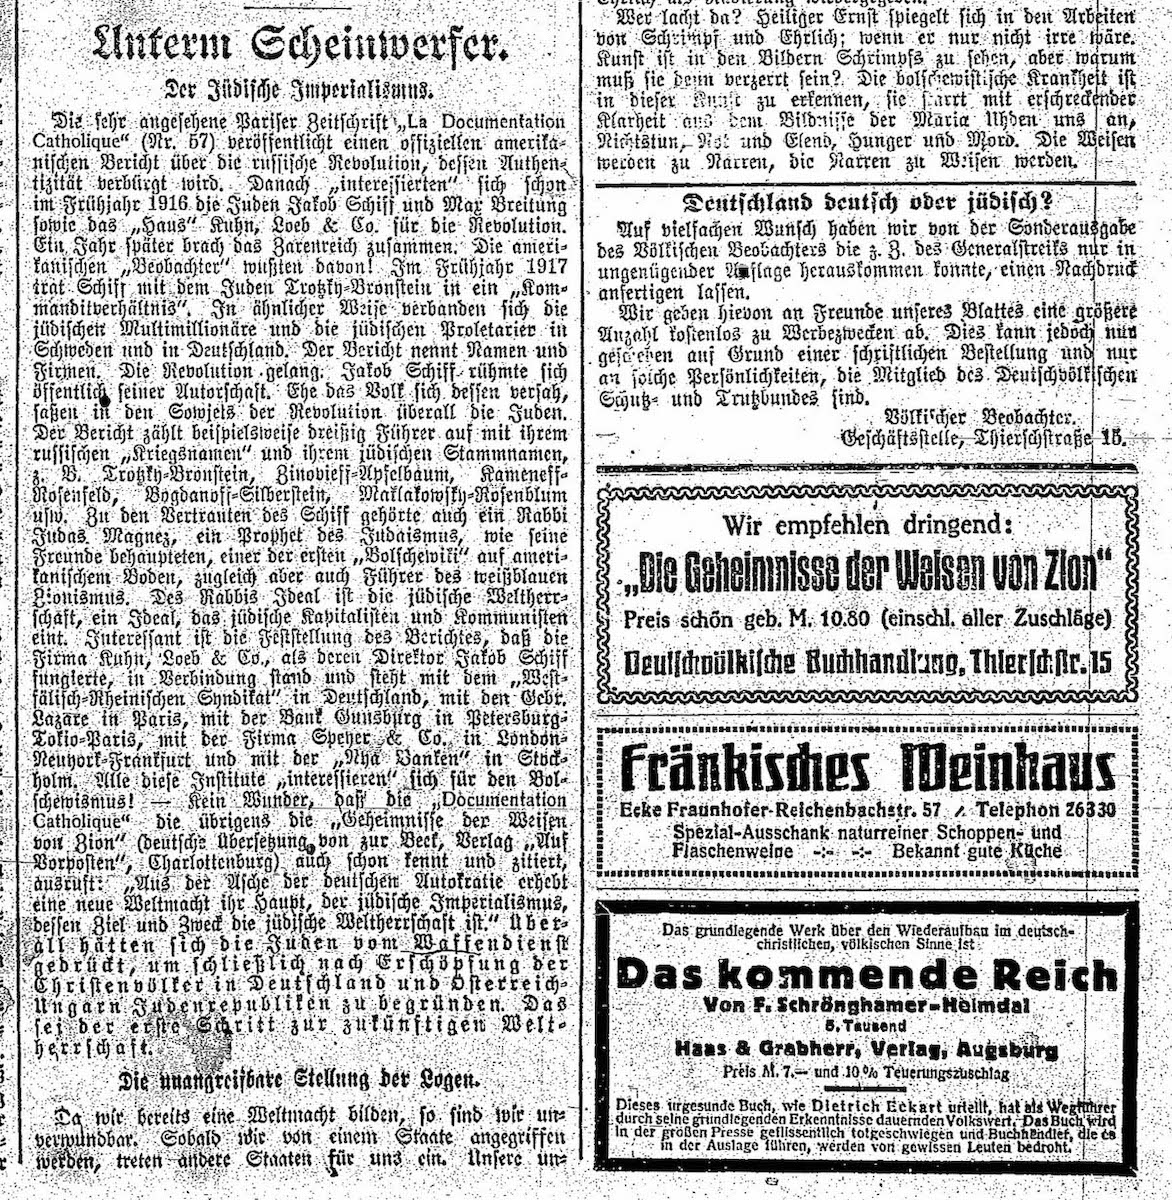 Unterm Scheinwerfer.
Der Jüdische Imperialismus.
Die sehr angesehene Pariser Zeitschrift „La Documentation
Catholique“ (Nr. 57) veröffentlicht einen offiziellen amerika-
nischen Bericht über die russische Revolution, dessen Authen-
tizität verbürgt wird. Danach „interessierten“ sich schon
im Frühjahr 1916 die Juden Jakob Schiff und Max Breitung
sowie das „Haus“ Kuhn, Loeb & Co. für die Revolution.
Ein Jahr später brach das Zarenreich zusammen. Die ameri-
kanischen „Beobachter“ wußten davon! Im Frühjahr 1917
trat Schiff mit dem Juden Trotzky-Bronstein in ein „Kom-
manditverhältnis“. In ähnlicher Weise verbanden sich die
jüdischen Multimillionäre und die jüdischen Proletarier in
Schweden und in Deutschland. Der Bericht nennt Namen und
Firmen. Die Revolution gelang. Jakob Schiff rühmte sich
öffentlich seiner Autorschaft. Ehe das Volk sich dessen versah,
saßen in den Sowjets der Revolution überall die Juden.
Der Bericht zählt beispielsweise dreißig Führer auf mit ihrem
russischen „Kriegsnamen“ und ihrem jüdischen Stammnamen,
z. B. Trotzky-Bronstein, Zinovieff-Apfelbaum, Kameneff-
Rosenfeld, Bogdanoff-Silberstein, Maklakowsky-Rosenblum
usw. Zu den Vertrauten des Schiff gehörte auch ein Rabbi
Judas Magnez, ein Prophet des Judaismus, wie seine
Freunde behaupteten, einer der ersten „Bolschewiki“ auf ameri-
kanischem Boden, zugleich aber auch Führer des weißblauen
Zionismus. Des Rabbis Ideal ist die jüdische Weltherr-
schaft, ein Ideal, das jüdische Kapitalisten und Kommunisten
eint. Interessant ist die Feststellung des Berichtes, daß die
Firma Kuhn, Loeb & Co., als deren Direktor Jakob Schiff
fungierte, in Verbindung stand und steht mit dem „West-
fälisch-Rheinischen Syndikat“ in Deutschland, mit den Gebr.
Lazare in Paris, mit der Bank Gunsburg in Petersburg-
Tokio-Paris, mit der Firma Speyer & Co. in London-
Neuyork-Frankfurt und mit der „Nya Banken“ in Stock-
holm. Alle diese Institute „interessieren“ sich für den Bol-
schewismus! — Kein Wunder, daß die „Documentation
Catholique“ die übrigens die „Geheimnisse der Weisen
von Zion“ (deutsche Übersetzung von zur Beek, Verlag „Auf
Vorposten“, Charlottenburg) auch schon kennt und zitiert,
ausruft: „Aus der Asche der deutschen Autokratie erhebt
eine neue Weltmacht ihr Haupt, der jüdische Imperialismus,
dessen Ziel und Zweck die jüdische Weltherrschaft ist.“ Über-
all hätten sich die Juden vom Waffendienst
gedrückt, um schließlich nach Erschöpfung der
Christenvölker in Deutschland und Österreich-
Ungarn Judenrepubliken zu begründen. Das
sei der erste Schritt zur zukünftigen Welt-
herrschaft.
Die unangreifbare Stellung der Logen.
Da wir bereits eine Weltmacht bilden, so sind wir un-
verwundbar. Sobald wir von einem Staate angegriffen
werden, treten andere Staaten für uns ein. Unsere un-
Wer lacht da? Heiliger Ernst spiegelt sich in den Arbeiten
von Schrimpf und Ehrlich; wenn er nur nicht irre wäre.
Kunst ist in den Bildern Schrimpfs zu sehen, aber warum
muß sie denn verzerrt sein? Die bolschewistische Krankheit ist
in dieser Kunst zu erkennen, sie starrt mit erschreckender
Klarheit aus dem Bildnisse der Maria Uhden uns an,
Nichtstun, Not und Elend, Hunger und Mord. Die Weisen
werden zu Narren, die Narren zu Weisen werden.
Deutschland deutsch oder jüdisch?
Auf vielfachen Wunsch haben wir von der Sonderausgabe
des Völkischen Beobachters die z. Z. des Generalstreiks nur in
ungenügender Auflage herauskommen konnte, einen Nachdruck
anfertigen lassen.
Wir geben hievon an Freunde unseres Blattes eine größere
Anzahl kostenlos zu Werbezwecken ab. Dies kann jedoch nur
geschehen auf Grund einer schriftlichen Bestellung und nur
an solche Persönlichkeiten, die Mitglied des Deutschvölkischen
Schutz- und Trutzbundes sind.
Völkischer Beobachter.
Geschäftsstelle, Thierschstraße 15.
Wir empfehlen dringend:
„Die Geheimnisse der Weisen von Zion“
Preis schön geb. M. 10.80 (einschl. aller Zuschläge)
Deutschvölkische Buchhandlung, Thierschstr. 15
Fränkisches Weinhaus
Ecke Fraunhofer-Reichenbachstr. 57 / Telephon 26330
Spezial-Ausschank naturreiner Schoppen- und
Flaschenweine -:- -:- Bekannt gute Küche
Das grundlegende Werk über den Wiederaufbau im deutsch-
christlichen, völkischen Sinne ist
Das kommende Reich
Von F. Schrönghamer-Heimdal
5. Tausend
Haas & Grabherr, Verlag, Augsburg
Preis M. 7.— und 10% Teuerungszuschlag
Dieses urgesunde Buch, wie Dietrich Eckart urteilt, hat als Wegführer
durch seine grundlegenden Erkenntnisse dauernden Volkswert. Das Buch wird
in der großen Presse geflissentlich totgeschwiegen und Buchhändler, die es
in der Auslage führen, werden von gewissen Leuten bedroht.